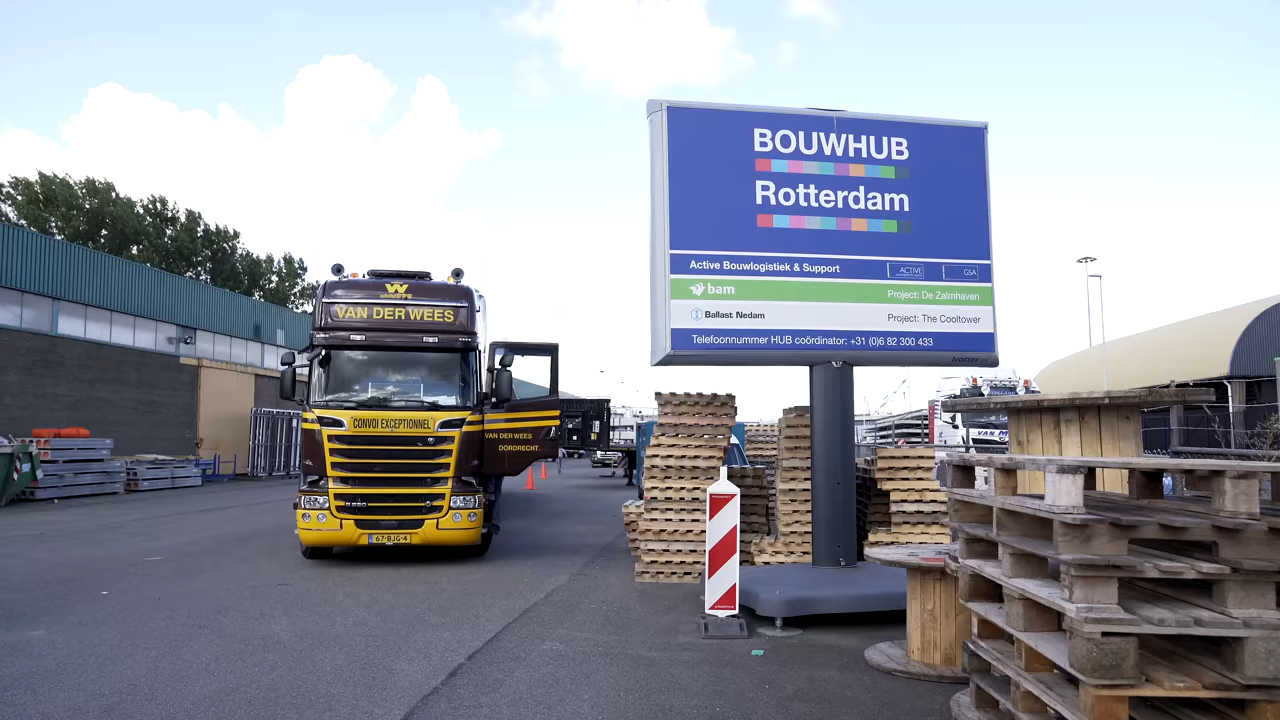 BOUWHUB
Rotterdam
Active Bouwlogistiek & Support
ACTIVE
GSA
bam
Project: De Zalmhaven
Ballast Nedam
Project: The Cooltower
Telefoonnummer HUB coördinator: +31 (0)6 82 300 433
trotter
W
VAN DER WEES
CONVOI EXCEPTIONNEL
67-BJG-4
VAN DER WEES
DORDRECHT
VAN M